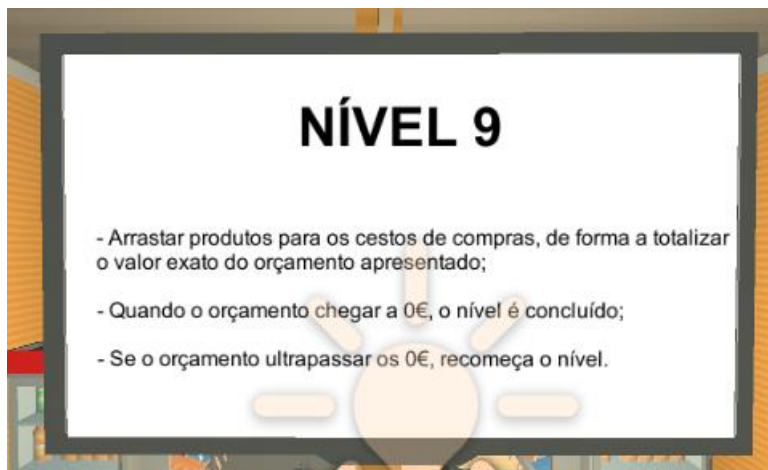 NÍVEL 9
- Arrastar produtos para os cestos de compras, de forma a totalizar
o valor exato do orçamento apresentado;
- Quando o orçamento chegar a 0€, o nível é concluído;
- Se o orçamento ultrapassar os 0€, recomeça o nível.